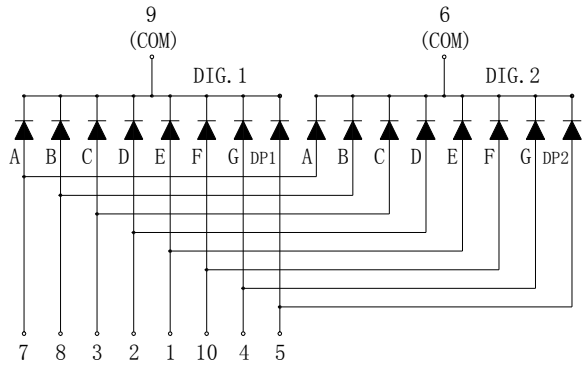 9 6
(COM) (COM)
DIG.1 DIG.2
A B C D E F G DP1 A B C D E F G DP2
7 8 3 2 1 10 4 5